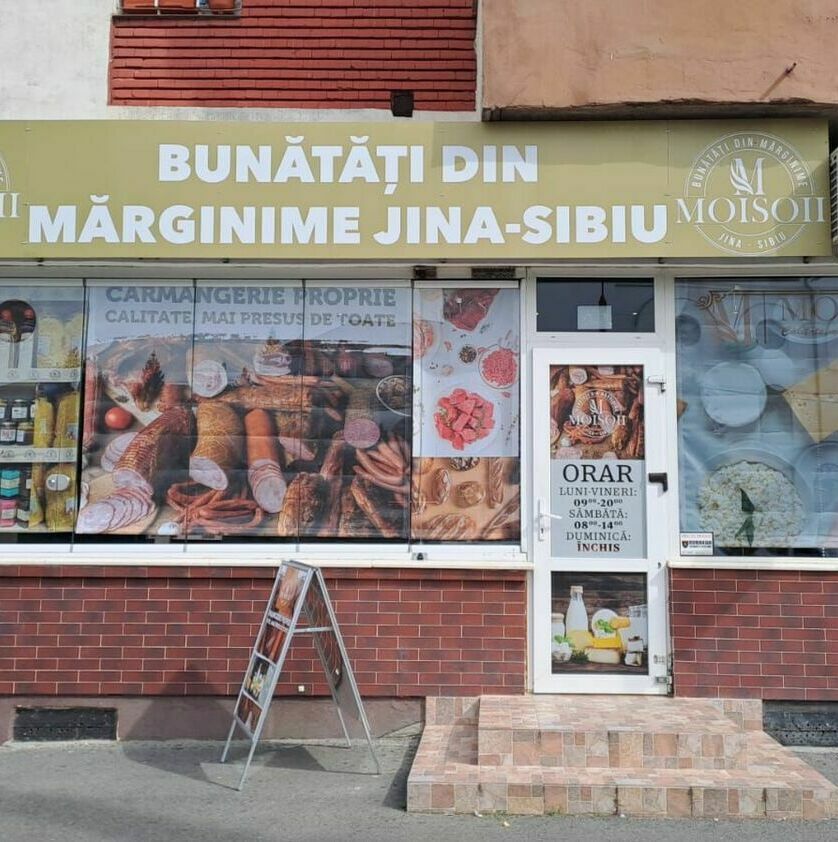 BUNĂTĂȚI DIN
MĂRGINIME JINA-SIBIU
BUNĂTĂȚI DIN MĂRGINIME
M
MOISOII
JINA - SIBIU
II
CARMANGERIE PROPRIE
CALITATE, MAI PRESUS DE TOATE
MOISOII
ORAR
LUNI-VINERI:
09⁰⁰-20⁰⁰
SÂMBĂTĂ:
08⁰⁰-14⁰⁰
DUMINICĂ:
ÎNCHIS